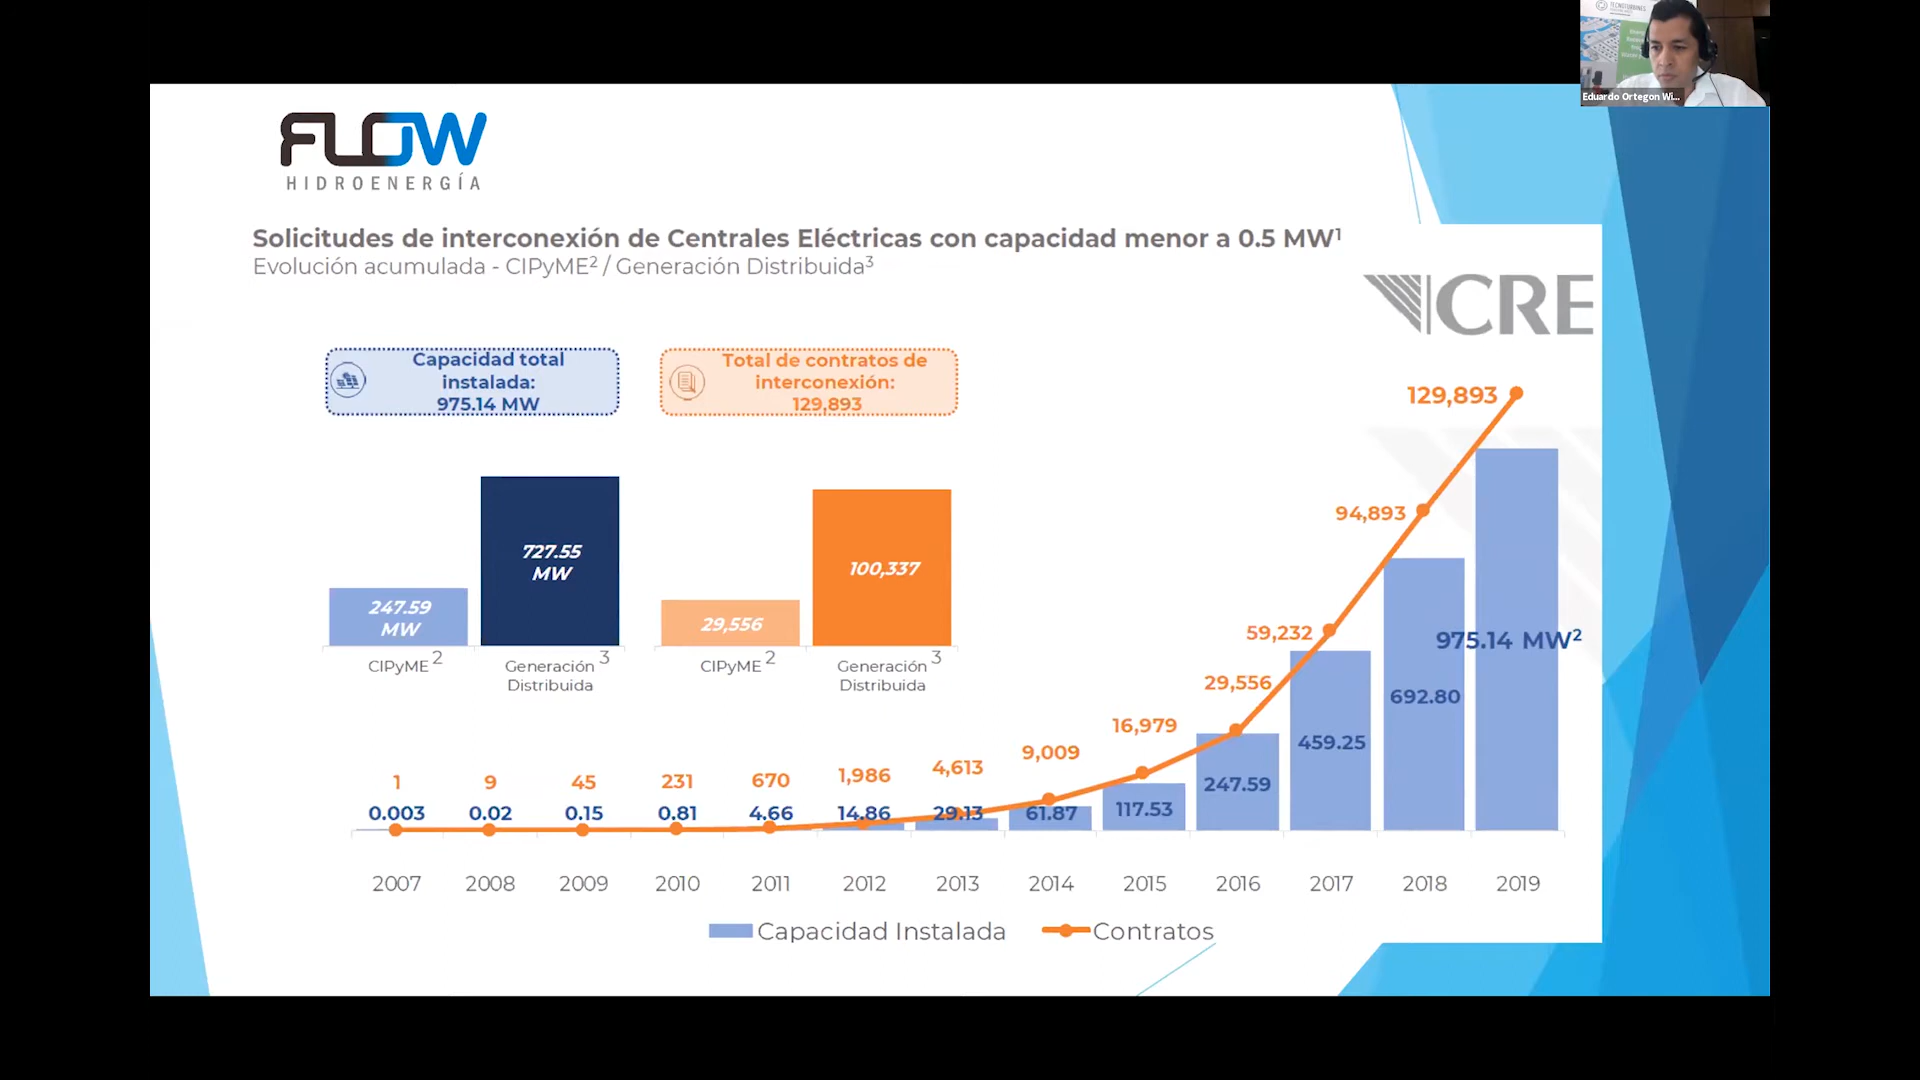 TECNOTURBINES
Eduardo Ortegon Wi...
FLOW
HIDROENERGÍA
Solicitudes de interconexión de Centrales Eléctricas con capacidad menor a 0.5 MW¹
Evolución acumulada - CIPyME² / Generación Distribuida³
CRE
Capacidad total
instalada:
975.14 MW
Total de contratos de
interconexión:
129,893
247.59
MW
727.55
MW
CIPyME 2
Generación 3
Distribuida
29,556
100,337
CIPyME 2
Generación 3
Distribuida
1 9 45 231 670 1,986 4,613 9,009 16,979 29,556 59,232 94,893 129,893
0.003 0.02 0.15 0.81 4.66 14.86 29.13 61.87 117.53 247.59 459.25 692.80 975.14 MW²
2007 2008 2009 2010 2011 2012 2013 2014 2015 2016 2017 2018 2019
Capacidad Instalada Contratos